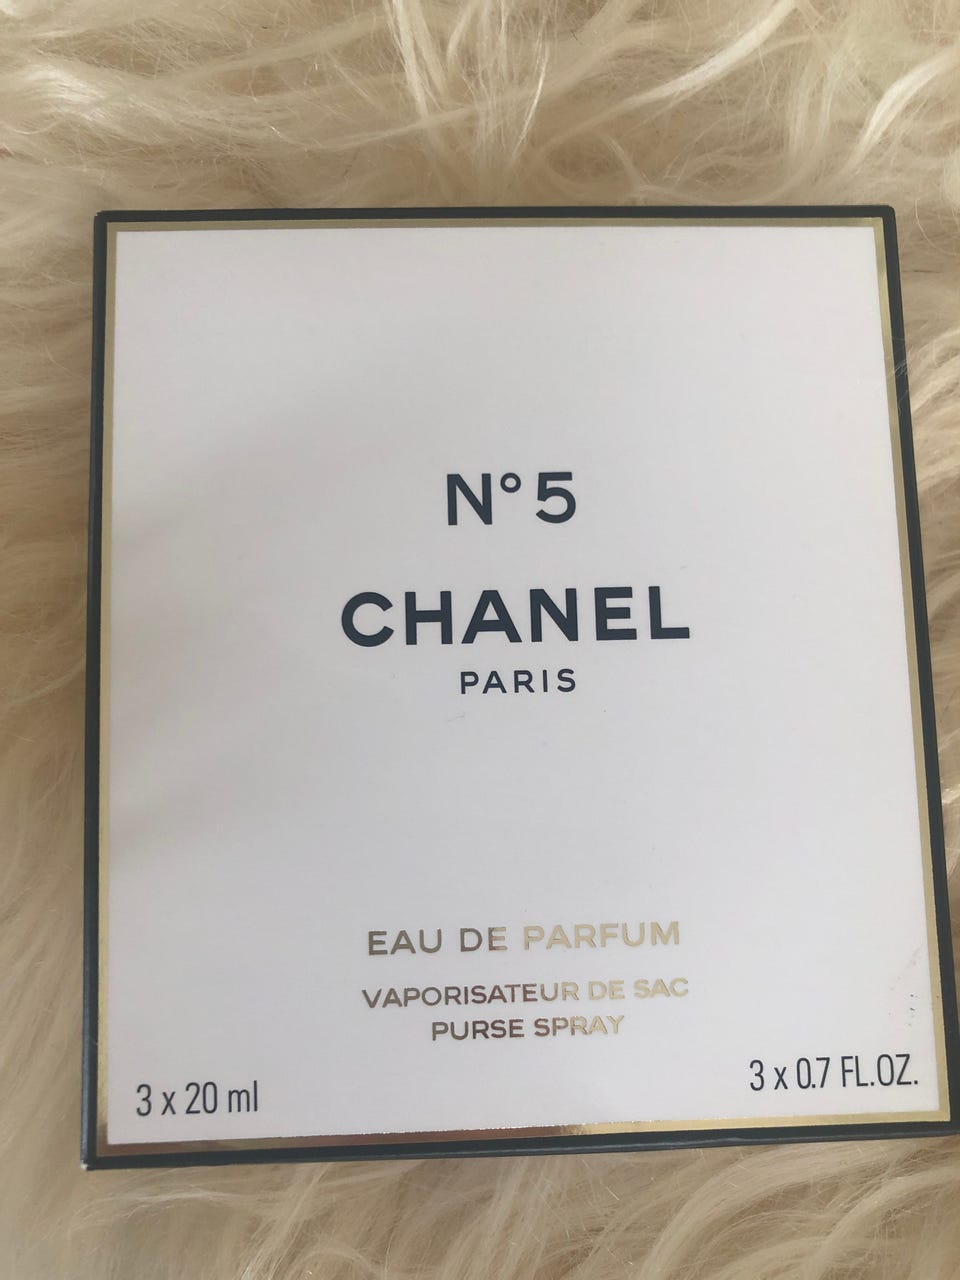 N° 5
CHANEL
PARIS
EAU DE PARFUM
VAPORISATEUR DE SAC
PURSE SPRAY
3 x 20 ml
3 x 0.7 FL.OZ.